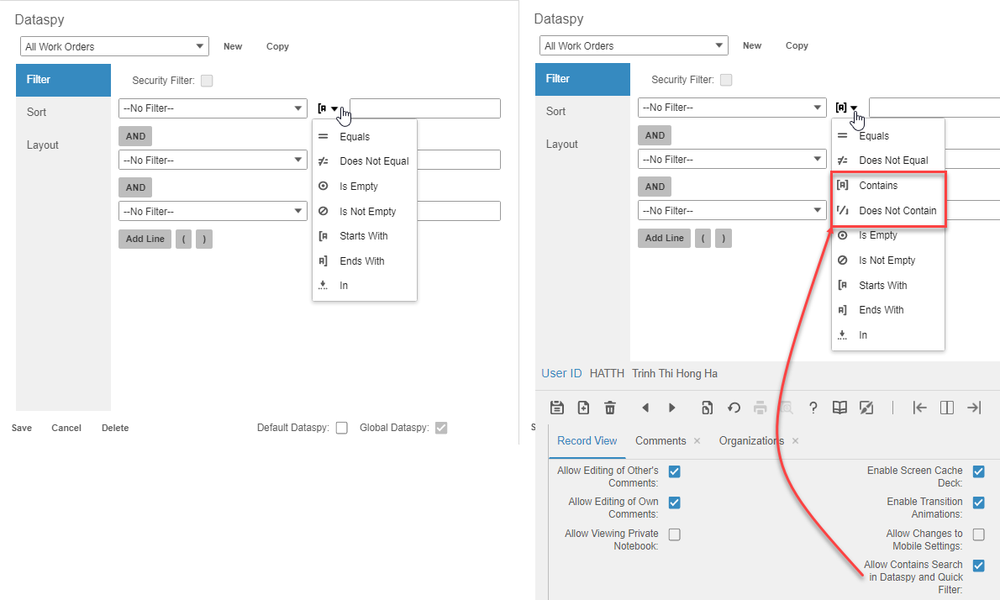 Dataspy
All Work Orders
New
Copy
Filter
Sort
Layout
Security Filter:
--No Filter--
AND
--No Filter--
AND
--No Filter--
Add Line
(
)
Equals
Does Not Equal
Is Empty
Is Not Empty
Starts With
Ends With
In
Save
Cancel
Delete
Default Dataspy:
Global Dataspy:
Dataspy
All Work Orders
New
Copy
Filter
Sort
Layout
Security Filter:
--No Filter--
AND
--No Filter--
AND
--No Filter--
Add Line
(
)
Equals
Does Not Equal
Contains
Does Not Contain
Is Empty
Is Not Empty
Starts With
Ends With
In
User ID HATTH Trinh Thi Hong Ha
Record View
Comments
Organizations
Allow Editing of Other's
Comments:
Allow Editing of Own
Comments:
Allow Viewing Private
Notebook:
Enable Screen Cache
Deck:
Enable Transition
Animations:
Allow Changes to
Mobile Settings:
Allow Contains Search
in Dataspy and Quick
Filter: